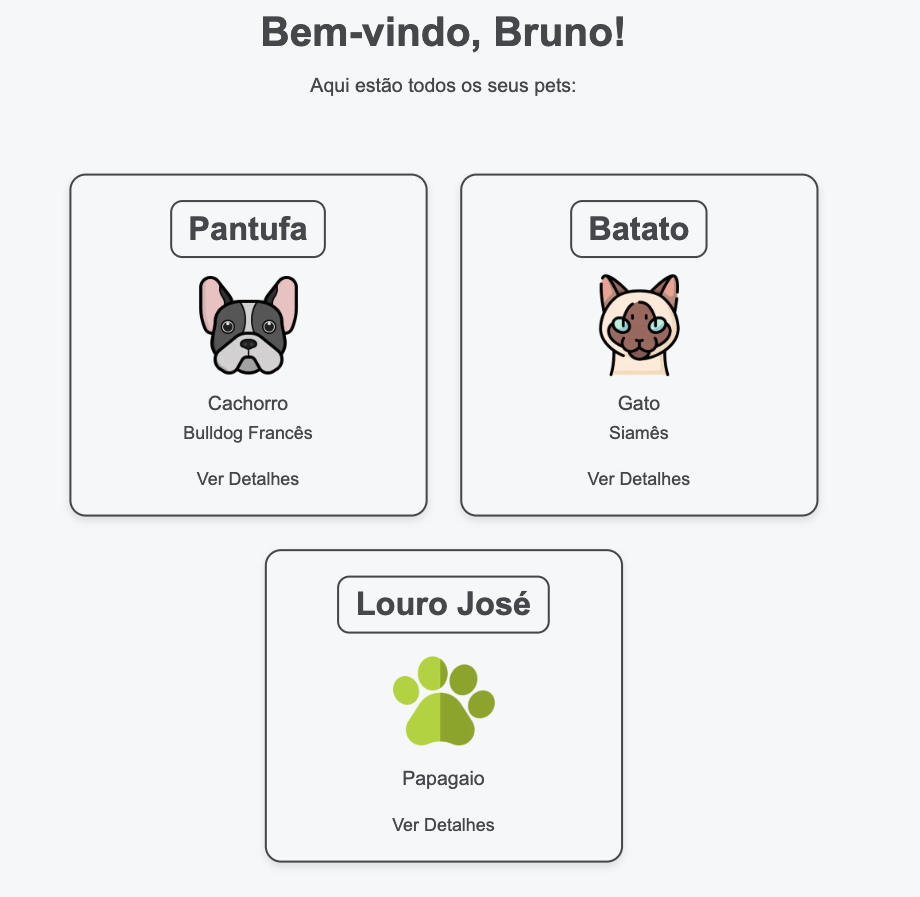 Bem-vindo, Bruno!
Aqui estão todos os seus pets:
Pantufa
Cachorro
Bulldog Francês
Ver Detalhes
Batato
Gato
Siamês
Ver Detalhes
Louro José
Papagaio
Ver Detalhes